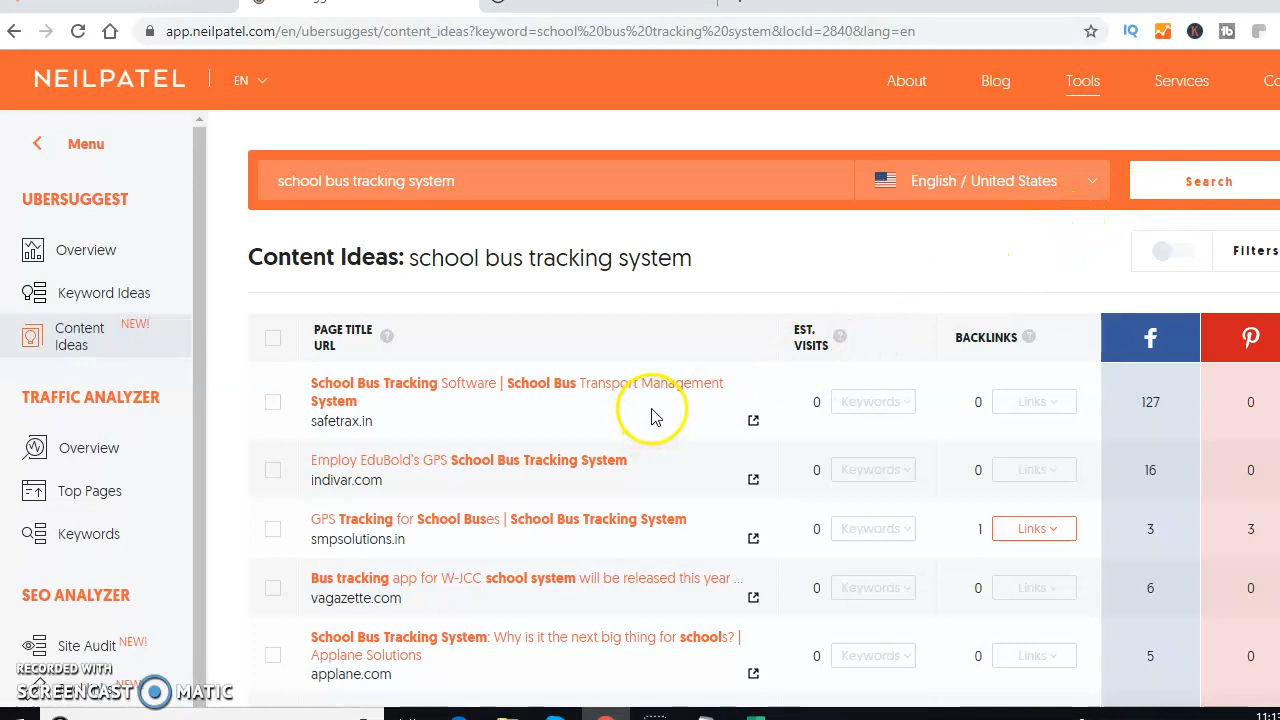 app.neilpatel.com/en/ubersuggest/content_ideas?keyword=school%20bus%20tracking%20system&locId=2840&lang=en
NEILPATEL
EN
About
Blog
Tools
Services
Menu
UBERSUGGEST
Overview
Keyword Ideas
Content Ideas
NEW!
TRAFFIC ANALYZER
Overview
Top Pages
Keywords
SEO ANALYZER
Site Audit
NEW!
school bus tracking system
English / United States
Search
Content Ideas: school bus tracking system
Filters
PAGE TITLE
URL
EST.
VISITS
BACKLINKS
School Bus Tracking Software | School Bus Transport Management
System
safetrax.in
0 Keywords 0 Links 127 0
Employ EduBold's GPS School Bus Tracking System
indivar.com
0 Keywords 0 Links 16 0
GPS Tracking for School Buses | School Bus Tracking System
smpsolutions.in
0 Keywords 1 Links 3 3
Bus tracking app for W-JCC school system will be released this year ...
vagazette.com
0 Keywords 0 Links 6 0
School Bus Tracking System: Why is it the next big thing for schools? |
Applane Solutions
applane.com
0 Keywords 0 Links 5 0
RECORDED WITH
SCREENCAST MATIC